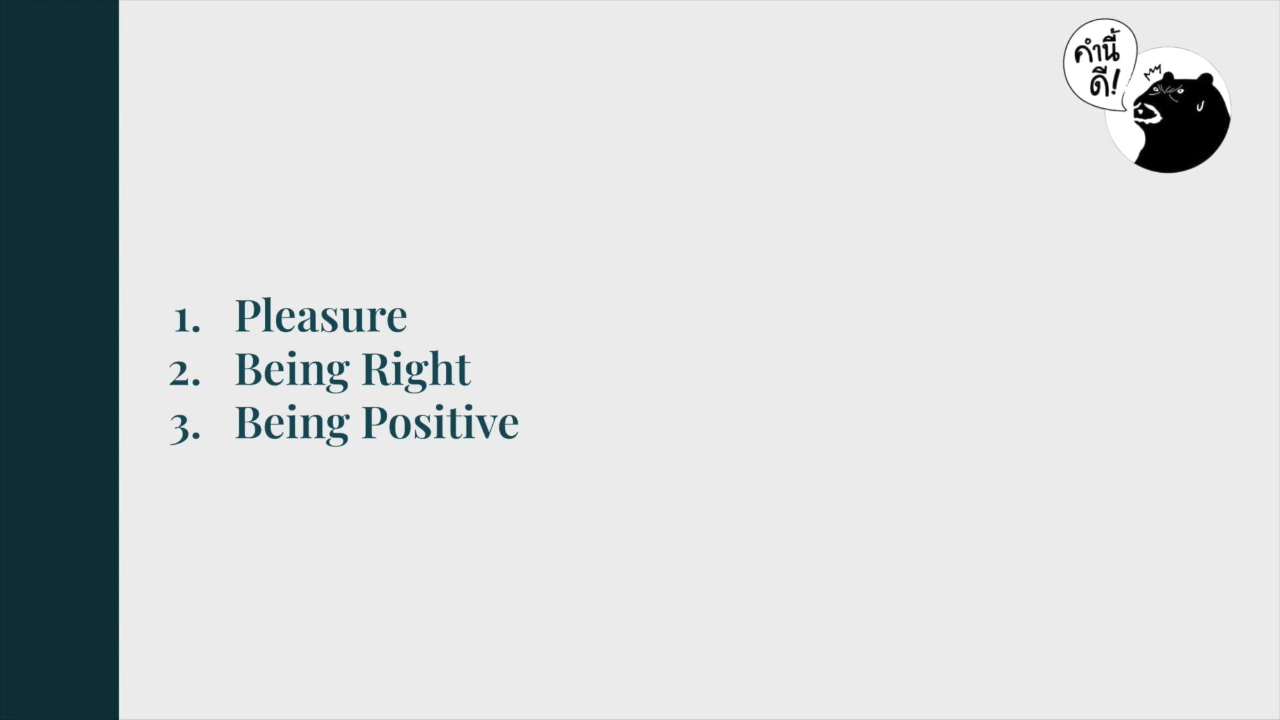 คำนี้
ดี!
1. Pleasure
2. Being Right
3. Being Positive